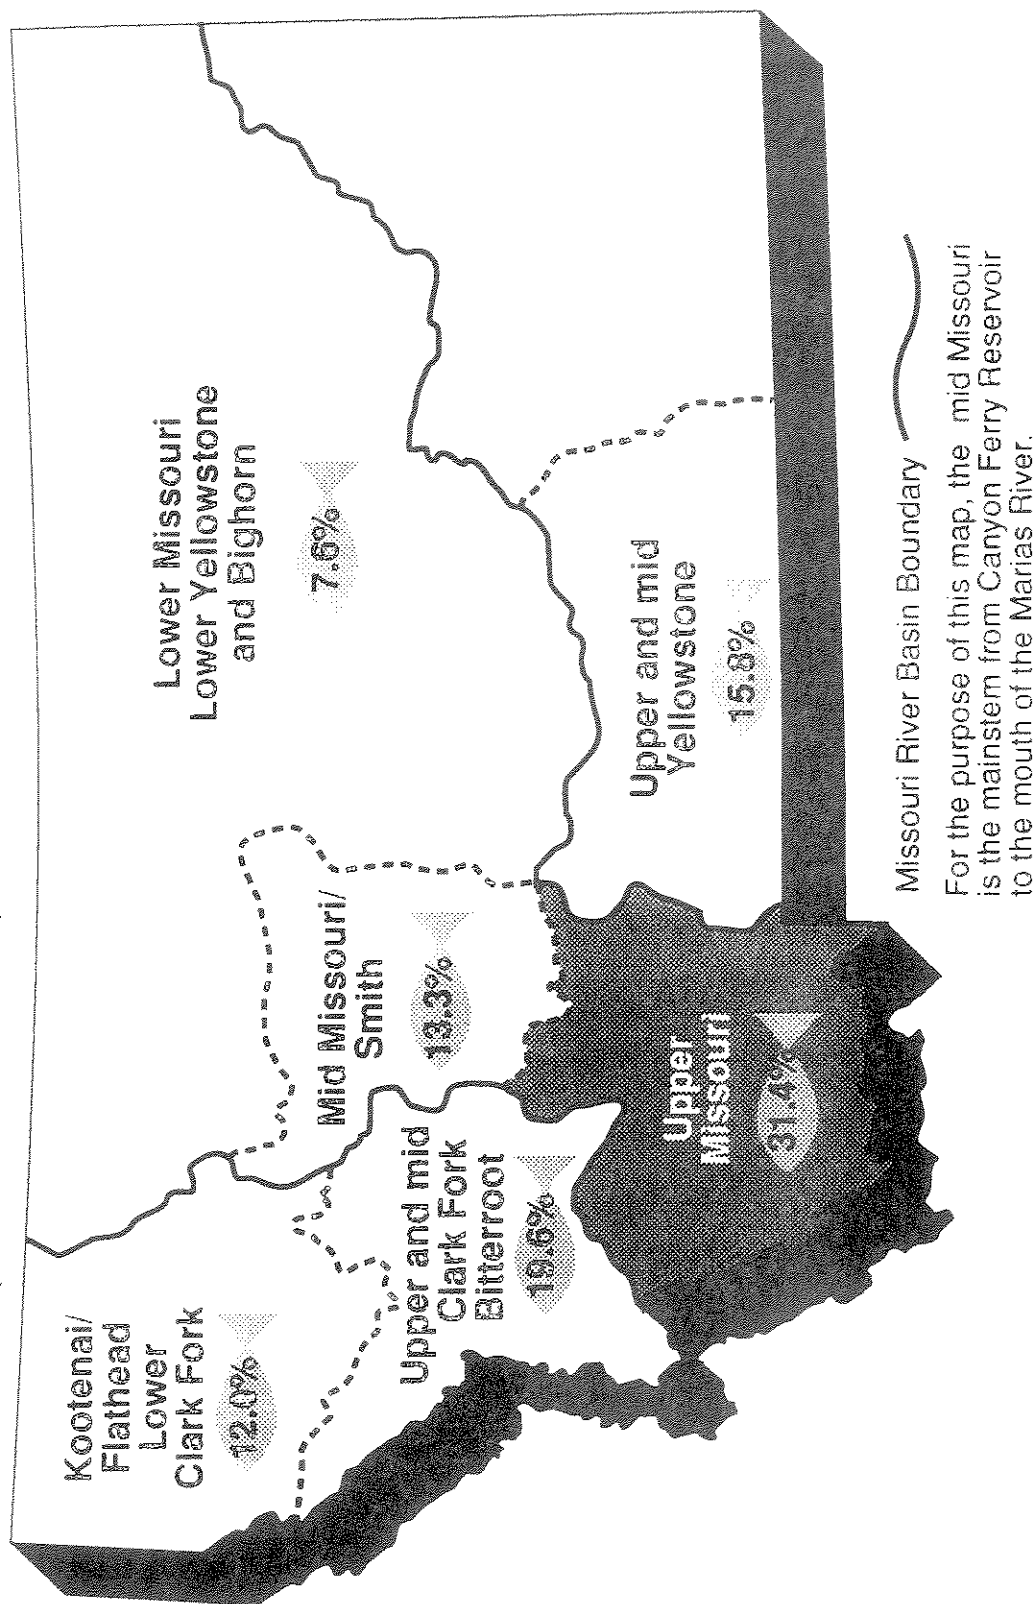 Kootenai/
Flathead
Lower
Clark Fork
12.0%
Upper and mid
Clark Fork
Bitterroot
19.6%
Mid Missouri/
Smith
13.3%
Upper
Missouri
31.4%
Lower Missouri
Lower Yellowstone
and Bighorn
7.6%
Upper and mid
Yellowstone
15.8%
Missouri River Basin Boundary
For the purpose of this map, the mid Missouri
is the mainstem from Canyon Ferry Reservoir
to the mouth of the Marias River.